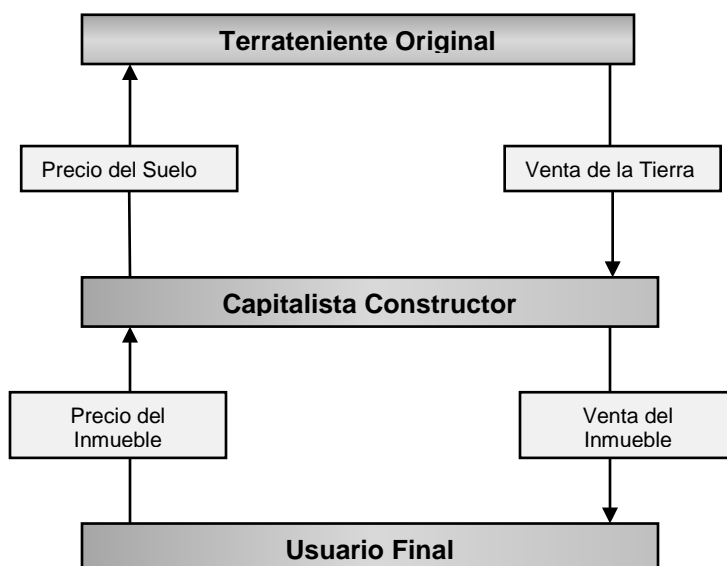 Terrateniente Original
Precio del Suelo
Venta de la Tierra
Capitalista Constructor
Precio del
Inmueble
Venta del
Inmueble
Usuario Final